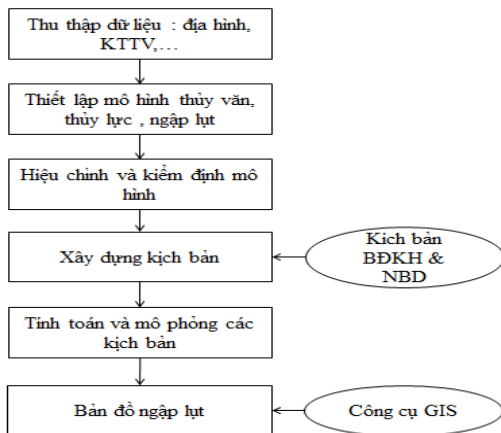 Thu thập dữ liệu : địa hình,
KTTV,…
Thiết lập mô hình thủy văn,
thủy lực , ngập lụt
Hiệu chỉnh và kiểm định mô
hình
Xây dựng kịch bản
Kich bản
BĐKH &
NBD
Tính toán và mô phỏng các
kịch bản
Bản đồ ngập lụt
Công cụ GIS